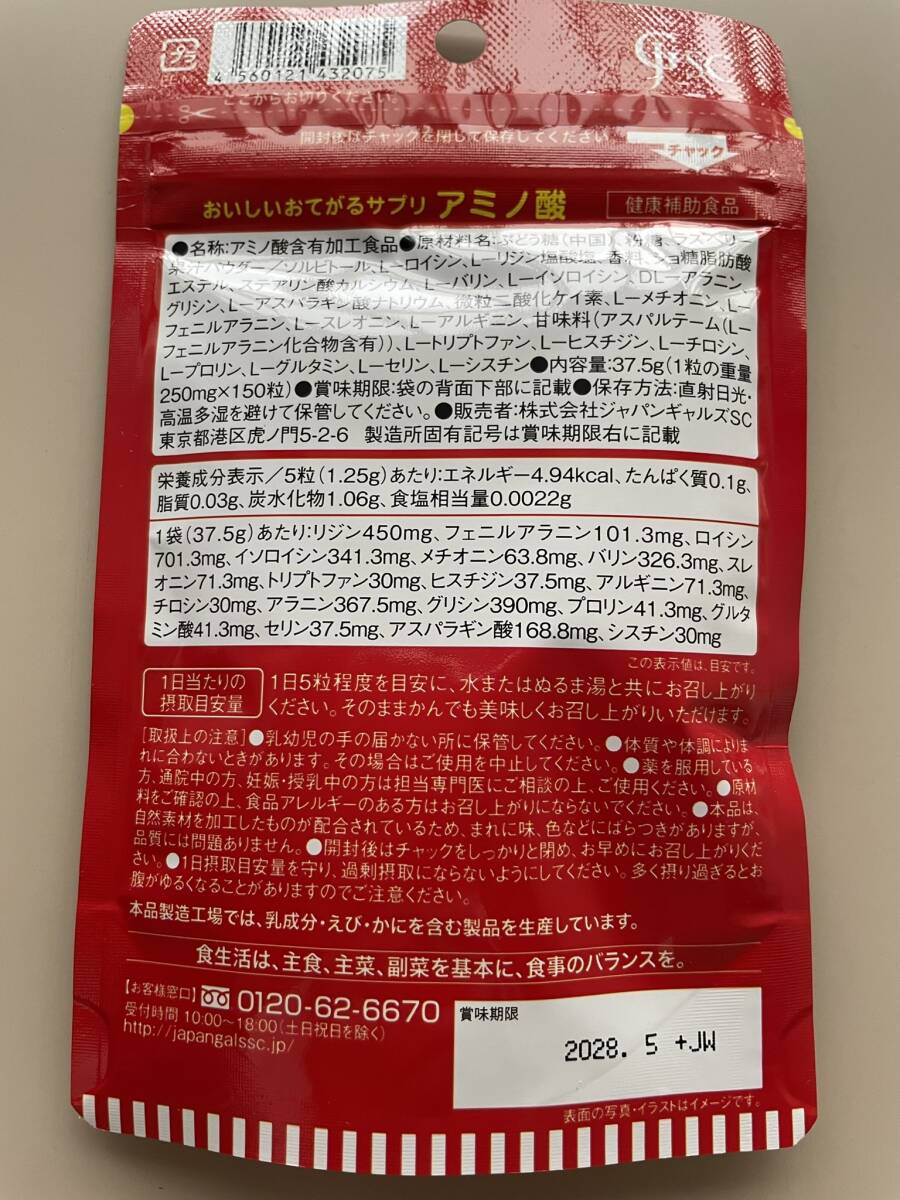 プラ
4 560121 432075
GALSC
ここからお切りください。
開封後はチャックを閉して保存してください
チャック
おいしいおてがるサプリ アミノ酸 健康補助食品
●名称:アミノ酸含有加工食品●原材料名:ぶどう糖(中国)、粉糖、ラズベリー
果汁パウダー/ソルビトール、L-ロイシン、L-リジン塩酸塩、香料、ショ糖脂肪酸
エステル、ステアリン酸カルシウム、L-バリン、L-イソロイシン、DL-アラニン、
グリシン、L-アスパラギン酸ナトリウム、微粒二酸化ケイ素、L-メチオニン、L-
フェニルアラニン、L-スレオニン、L-アルギニン、甘味料(アスパルテーム(L-
フェニルアラニン化合物含有))、L-トリプトファン、L-ヒスチジン、L-チロシン、
L-プロリン、L-グルタミン、L-セリン、L-シスチン●内容量:37.5g(1粒の重量
250mg×150粒)●賞味期限:袋の背面下部に記載●保存方法:直射日光・
高温多湿を避けて保管してください。●販売者:株式会社ジャパンギャルズSC
東京都港区虎ノ門5-2-6 製造所固有記号は賞味期限右に記載
栄養成分表示/5粒(1.25g)あたり:エネルギー4.94kcal、たんぱく質0.1g、
脂質0.03g、炭水化物1.06g、食塩相当量0.0022g
1袋(37.5g)あたり:リジン450mg、フェニルアラニン101.3mg、ロイシン
701.3mg、イソロイシン341.3mg、メチオニン63.8mg、バリン326.3mg、スレ
オニン71.3mg、トリプトファン30mg、ヒスチジン37.5mg、アルギニン71.3mg、
チロシン30mg、アラニン367.5mg、グリシン390mg、プロリン41.3mg、グルタ
ミン酸41.3mg、セリン37.5mg、アスパラギン酸168.8mg、シスチン30mg
この表示値は、目安です。
1日当たりの
摂取目安量
1日5粒程度を目安に、水またはぬるま湯と共にお召し上がり
ください。そのままかんでも美味しくお召し上がりいただけます。
[取扱上の注意]●乳幼児の手の届かない所に保管してください。●体質や体調によりま
れに合わないときがあります。その場合はご使用を中止してください。●薬を服用している
方、通院中の方、妊娠・授乳中の方は担当専門医にご相談の上、ご使用ください。●原材
料をご確認の上、食品アレルギーのある方はお召し上がりにならないでください。●本品は、
自然素材を加工したものが配合されているため、まれに味、色などにばらつきがありますが、
品質には問題ありません。●開封後はチャックをしっかりと閉め、お早めにお召し上がりくだ
さい。●1日摂取目安量を守り、過剰摂取にならないようにしてください。多く摂り過ぎるとお
腹がゆるくなることがありますのでご注意ください。
本品製造工場では、乳成分・えび・かにを含む製品を生産しています。
食生活は、主食、主菜、副菜を基本に、食事のバランスを。
【お客様窓口】 0120-62-6670
受付時間 10:00〜18:00(土日祝日を除く)
http://japangalssc.jp/
賞味期限
2028. 5 +JW
表面の写真・イラストはイメージです。